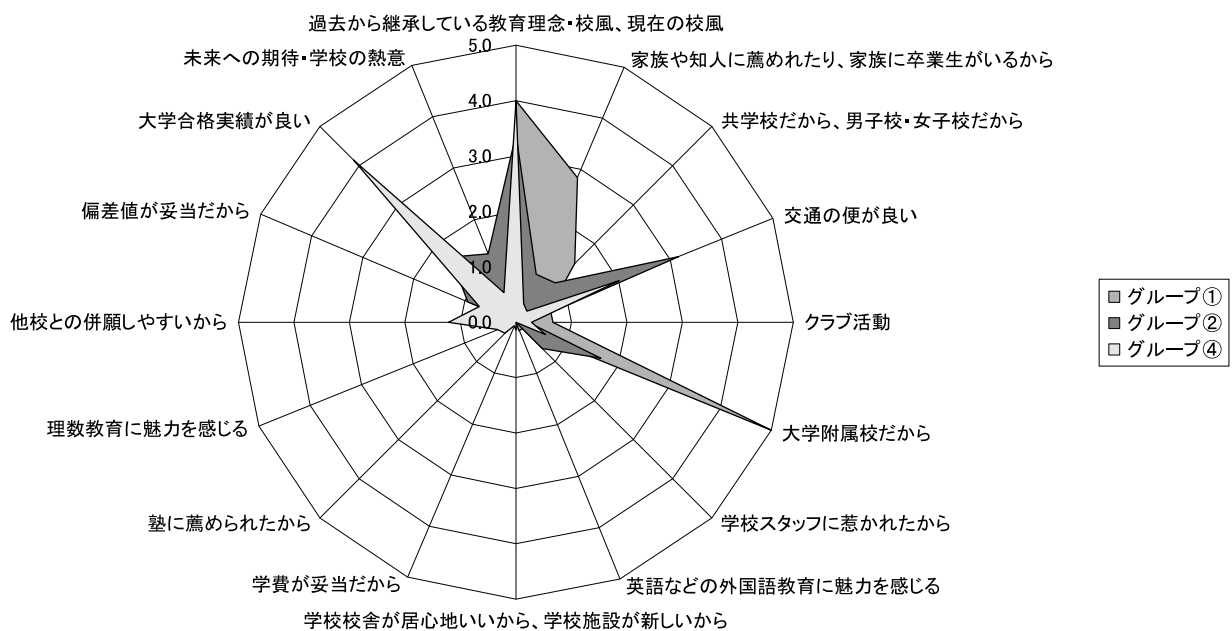 過去から継承している教育理念・校風、現在の校風
家族や知人に薦めれたり、家族に卒業生がいるから
共学校だから、男子校・女子校だから
交通の便が良い
クラブ活動
大学附属校だから
学校スタッフに惹かれたから
英語などの外国語教育に魅力を感じる
学校校舎が居心地いいから、学校施設が新しいから
学費が妥当だから
塾に薦められたから
理数教育に魅力を感じる
他校との併願しやすいから
偏差値が妥当だから
大学合格実績が良い
未来への期待・学校の熱意
5.0
4.0
3.0
2.0
1.0
0.0
グループ①
グループ②
グループ④